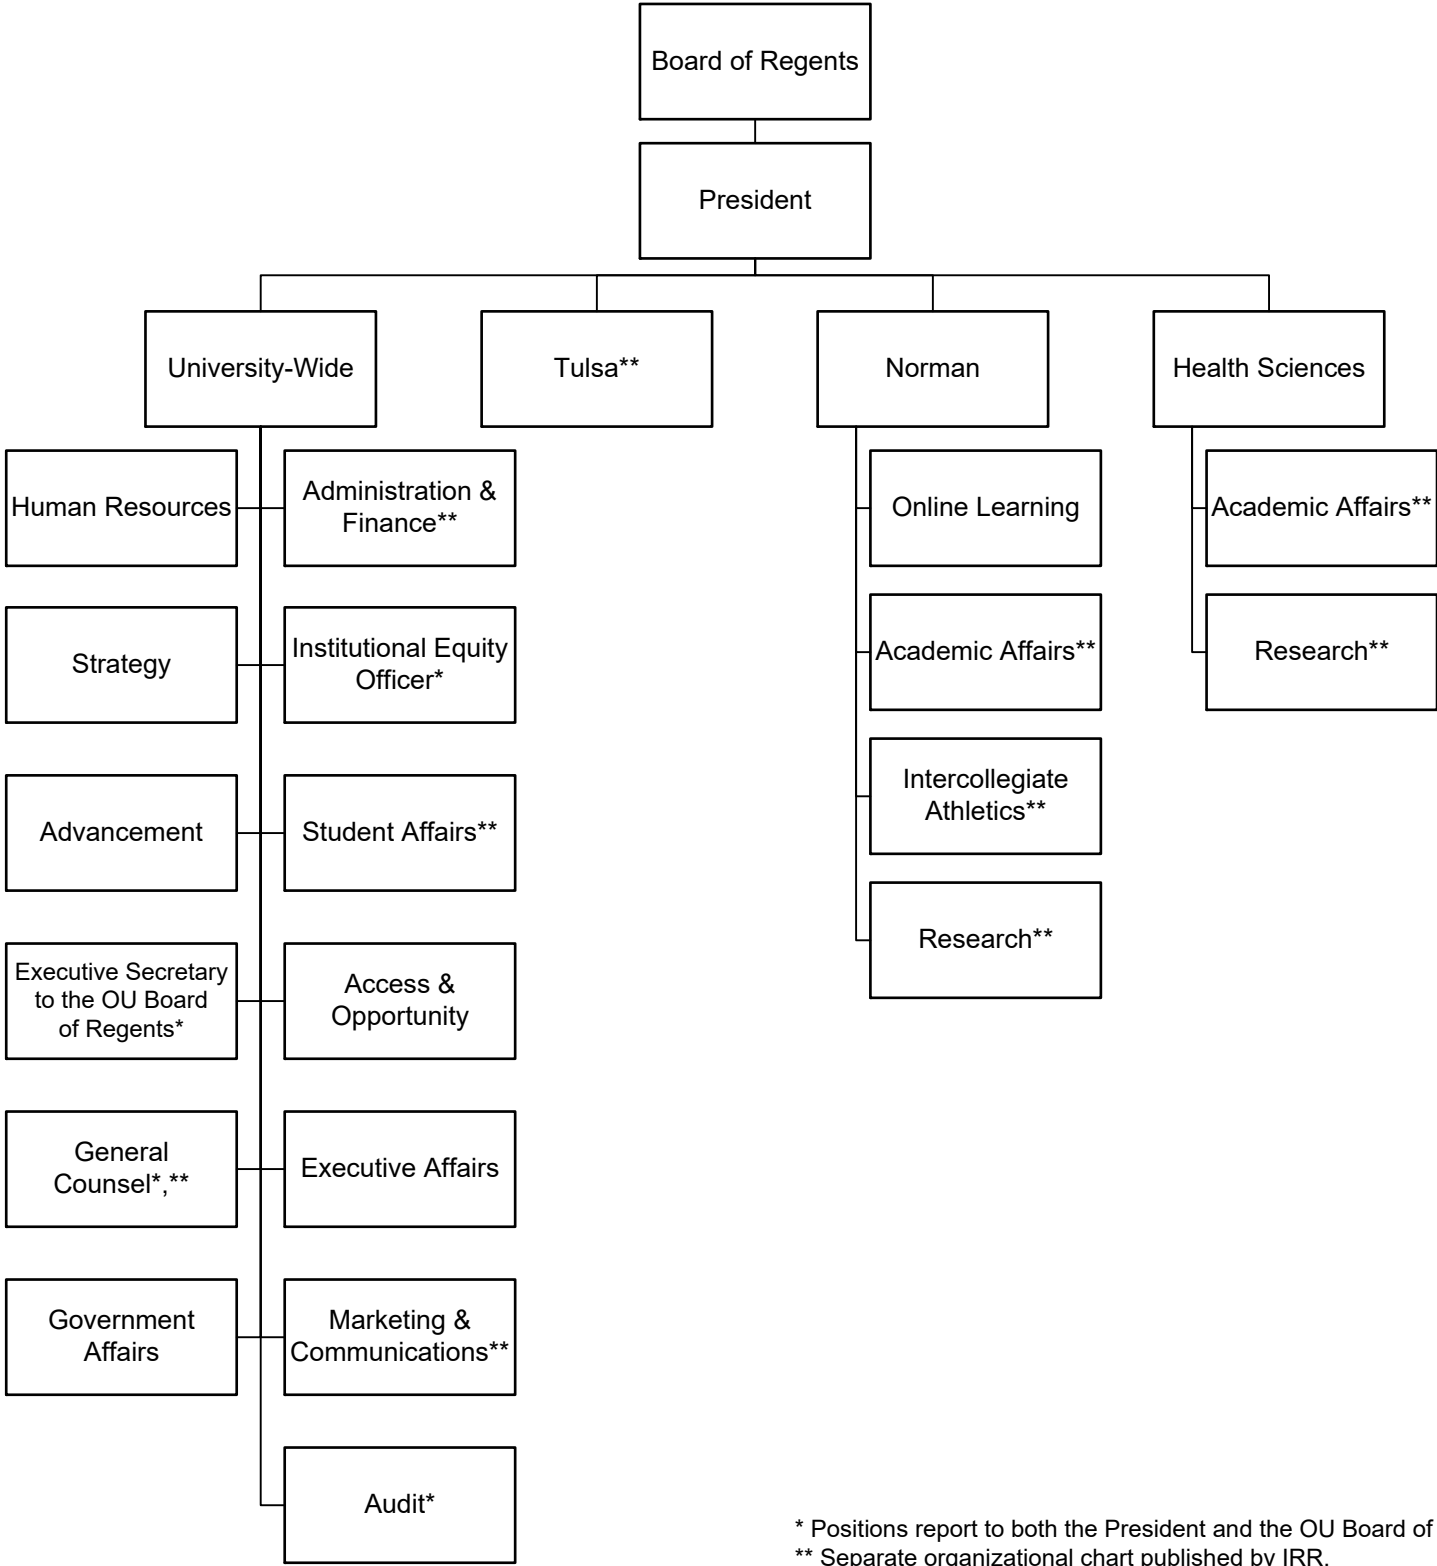 Board of Regents
President
University-Wide
Tulsa**
Norman
Health Sciences
Human Resources
Administration &
Finance**
Online Learning
Academic Affairs**
Strategy
Institutional Equity
Officer*
Academic Affairs**
Research**
Advancement
Student Affairs**
Intercollegiate
Athletics**
Executive Secretary
to the OU Board
of Regents*
Access &
Opportunity
Research**
General
Counsel*,**
Executive Affairs
Government
Affairs
Marketing &
Communications**
Audit*
* Positions report to both the President and the OU Board of
** Separate organizational chart published by IRR.